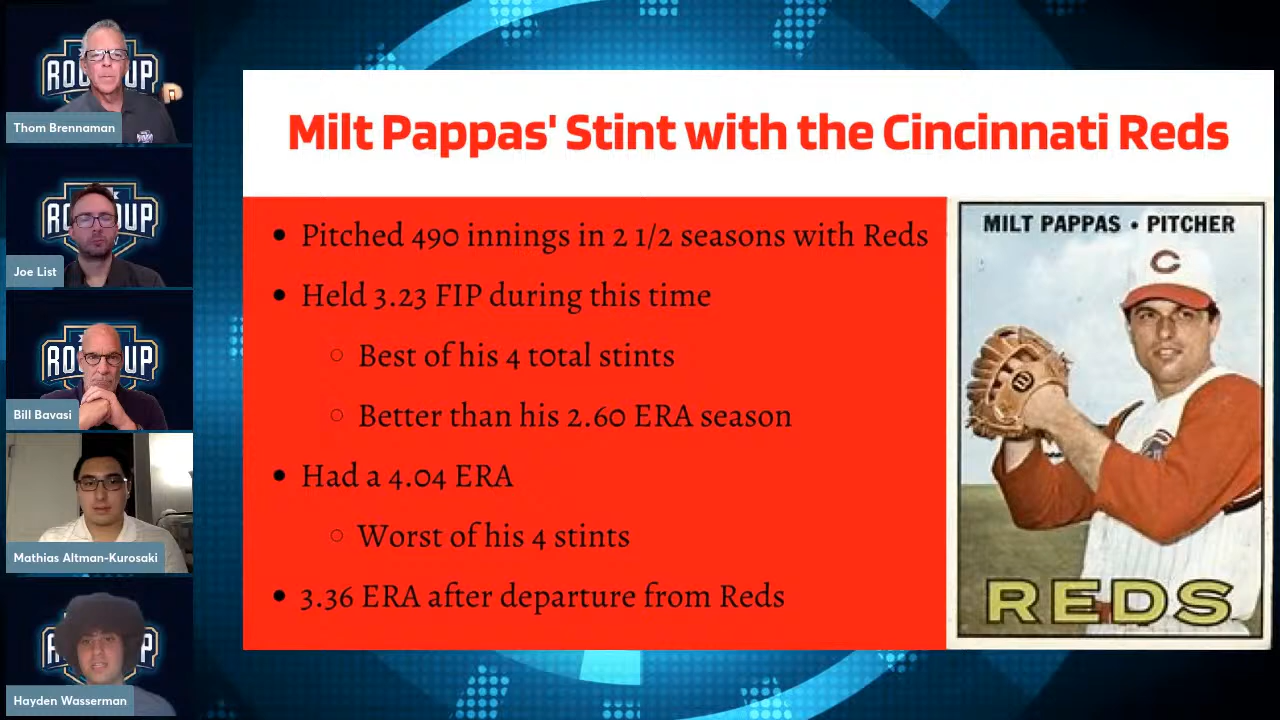 Thom Brennaman
Joe List
Bill Bavasi
Mathias Altman-Kurosaki
Hayden Wasserman
Milt Pappas' Stint with the Cincinnati Reds
Pitched 490 innings in 2 1/2 seasons with Reds
Held 3.23 FIP during this time
Best of his 4 total stints
Better than his 2.60 ERA season
Had a 4.04 ERA
Worst of his 4 stints
3.36 ERA after departure from Reds
MILT PAPPAS • PITCHER
C
REDS